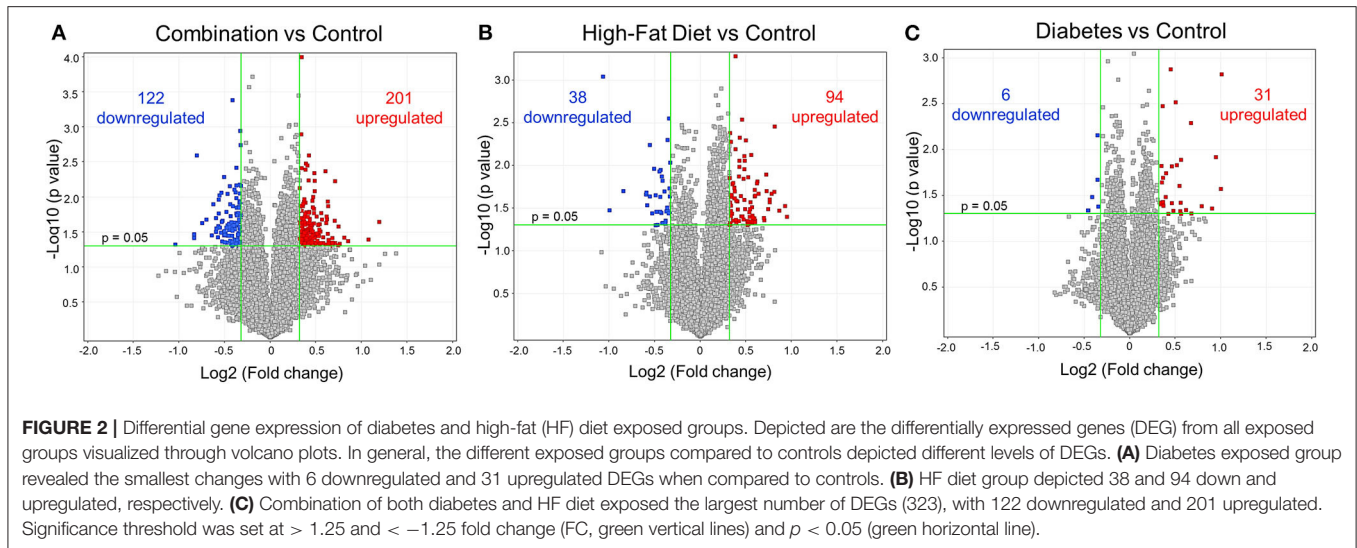 A
Combination vs Control
4.0
3.5
3.0
2.5
2.0
1.5
1.0
0.5
-Log10 (p value)
122
downregulated
201
upregulated
p = 0.05
-2.0 -1.5 -1.0 -0.5 0.0 0.5 1.0 1.5 2.0
Log2 (Fold change)
B
High-Fat Diet vs Control
3.0
2.5
2.0
1.5
1.0
0.5
-Log10 (p value)
38
downregulated
94
upregulated
p = 0.05
-2.0 -1.5 -1.0 -0.5 0.0 0.5 1.0 1.5 2.0
Log2 (Fold change)
C
Diabetes vs Control
3.0
2.5
2.0
1.5
1.0
0.5
-Log10 (p value)
6
downregulated
31
upregulated
p = 0.05
-2.0 -1.5 -1.0 -0.5 0.0 0.5 1.0 1.5 2.0
Log2 (Fold change)
FIGURE 2 | Differential gene expression of diabetes and high-fat (HF) diet exposed groups. Depicted are the differentially expressed genes (DEG) from all exposed
groups visualized through volcano plots. In general, the different exposed groups compared to controls depicted different levels of DEGs. (A) Diabetes exposed group
revealed the smallest changes with 6 downregulated and 31 upregulated DEGs when compared to controls. (B) HF diet group depicted 38 and 94 down and
upregulated, respectively. (C) Combination of both diabetes and HF diet exposed the largest number of DEGs (323), with 122 downregulated and 201 upregulated.
Significance threshold was set at > 1.25 and < −1.25 fold change (FC, green vertical lines) and p < 0.05 (green horizontal line).